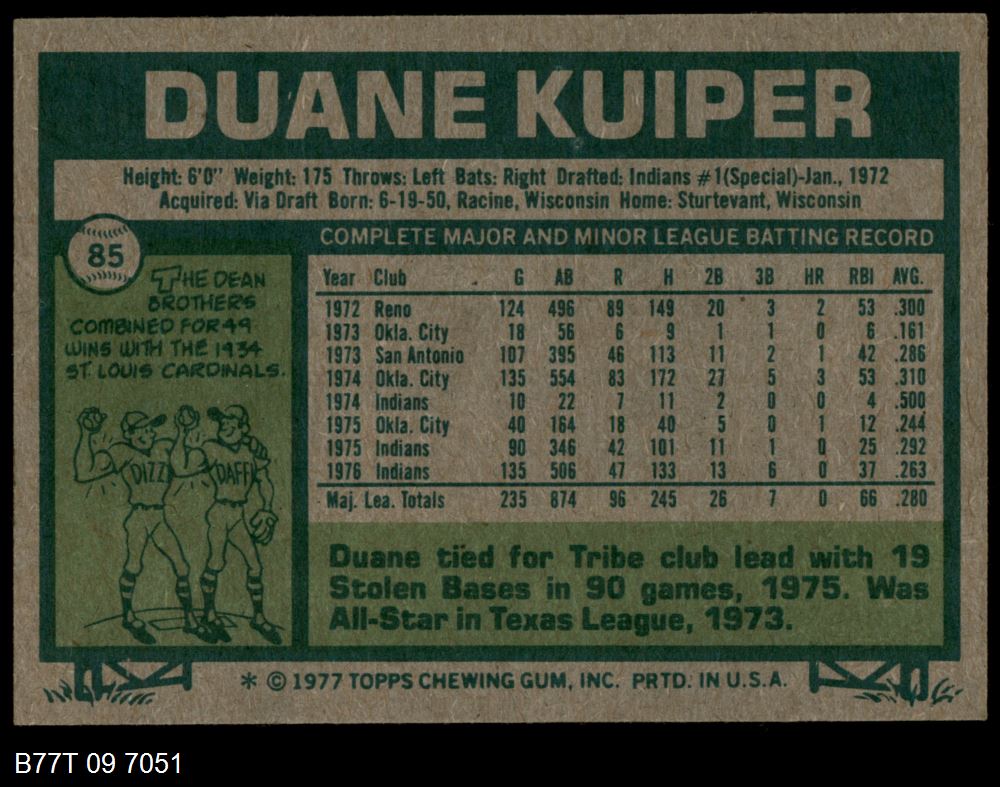 DUANE KUIPER
Height: 6'0" Weight: 175 Throws: Left Bats: Right Drafted: Indians #1(Special)-Jan., 1972
Acquired: Via Draft Born: 6-19-50, Racine, Wisconsin Home: Sturtevant, Wisconsin
85
THE DEAN
BROTHERS
COMBINED FOR 49
WINS WITH THE 1934
ST. LOUIS CARDINALS.
DIZZ
DAFF
COMPLETE MAJOR AND MINOR LEAGUE BATTING RECORD
Year Club G AB R H 2B 3B HR RBI AVG.
1972 Reno 124 496 89 149 20 3 2 53 .300
1973 Okla. City 18 56 6 9 1 1 0 6 .161
1973 San Antonio 107 395 46 113 11 2 1 42 .286
1974 Okla. City 135 554 83 172 27 5 3 53 .310
1974 Indians 10 22 7 11 2 0 0 4 .500
1975 Okla. City 40 164 18 40 5 0 1 12 .244
1975 Indians 90 346 42 101 11 1 0 25 .292
1976 Indians 135 506 47 133 13 6 0 37 .263
Maj. Lea. Totals 235 874 96 245 26 7 0 66 .280
Duane tied for Tribe club lead with 19
Stolen Bases in 90 games, 1975. Was
All-Star in Texas League, 1973.
* © 1977 TOPPS CHEWING GUM, INC. PRTD. IN U.S.A.
B77T 09 7051